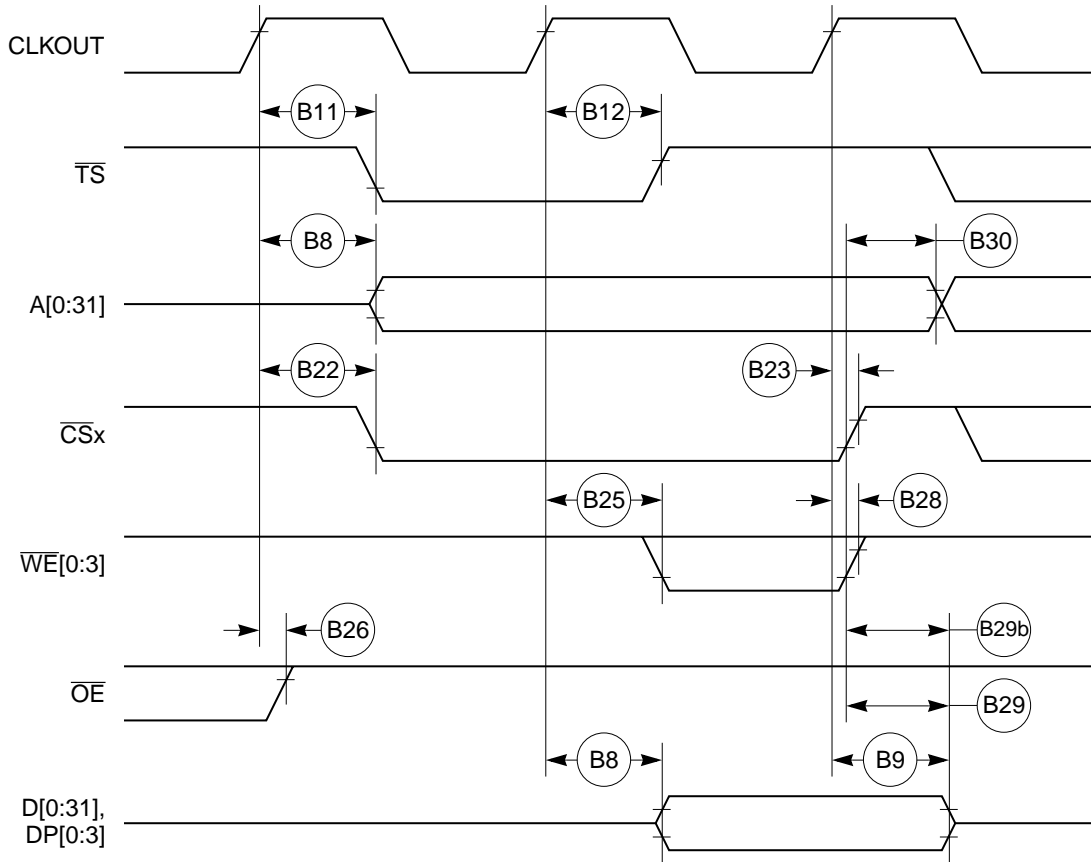 CLKOUT
B11
B12
TS
B8
B30
A[0:31]
B22
B23
CSx
B25
B28
WE[0:3]
B26
B29b
OE
B29
B8
B9
D[0:31],
DP[0:3]